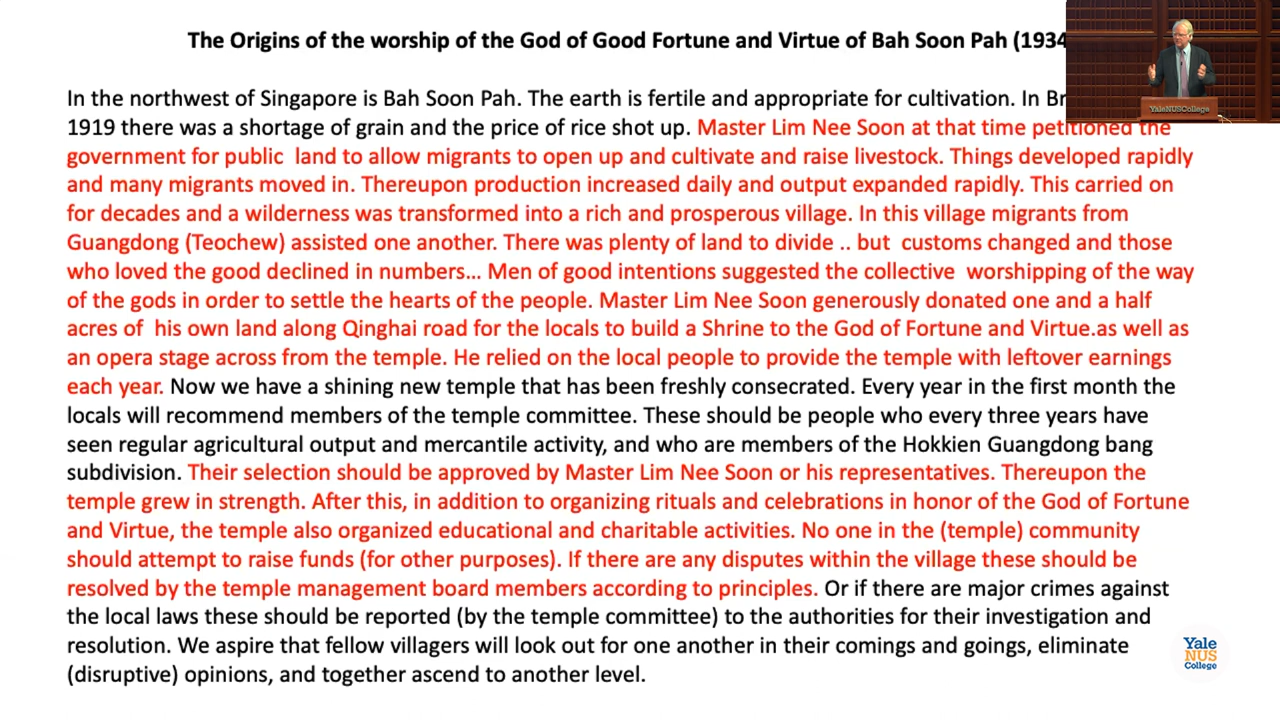 The Origins of the worship of the God of Good Fortune and Virtue of Bah Soon Pah (1934
In the northwest of Singapore is Bah Soon Pah. The earth is fertile and appropriate for cultivation. In Br
1919 there was a shortage of grain and the price of rice shot up. Master Lim Nee Soon at that time petitioned the
government for public land to allow migrants to open up and cultivate and raise livestock. Things developed rapidly
and many migrants moved in. Thereupon production increased daily and output expanded rapidly. This carried on
for decades and a wilderness was transformed into a rich and prosperous village. In this village migrants from
Guangdong (Teochew) assisted one another. There was plenty of land to divide .. but customs changed and those
who loved the good declined in numbers... Men of good intentions suggested the collective worshipping of the way
of the gods in order to settle the hearts of the people. Master Lim Nee Soon generously donated one and a half
acres of his own land along Qinghai road for the locals to build a Shrine to the God of Fortune and Virtue.as well as
an opera stage across from the temple. He relied on the local people to provide the temple with leftover earnings
each year. Now we have a shining new temple that has been freshly consecrated. Every year in the first month the
locals will recommend members of the temple committee. These should be people who every three years have
seen regular agricultural output and mercantile activity, and who are members of the Hokkien Guangdong bang
subdivision. Their selection should be approved by Master Lim Nee Soon or his representatives. Thereupon the
temple grew in strength. After this, in addition to organizing rituals and celebrations in honor of the God of Fortune
and Virtue, the temple also organized educational and charitable activities. No one in the (temple) community
should attempt to raise funds (for other purposes). If there are any disputes within the village these should be
resolved by the temple management board members according to principles. Or if there are major crimes against
the local laws these should be reported (by the temple committee) to the authorities for their investigation and
resolution. We aspire that fellow villagers will look out for one another in their comings and goings, eliminate
(disruptive) opinions, and together ascend to another level.
YaleNUSCollege
Yale
NUS
College